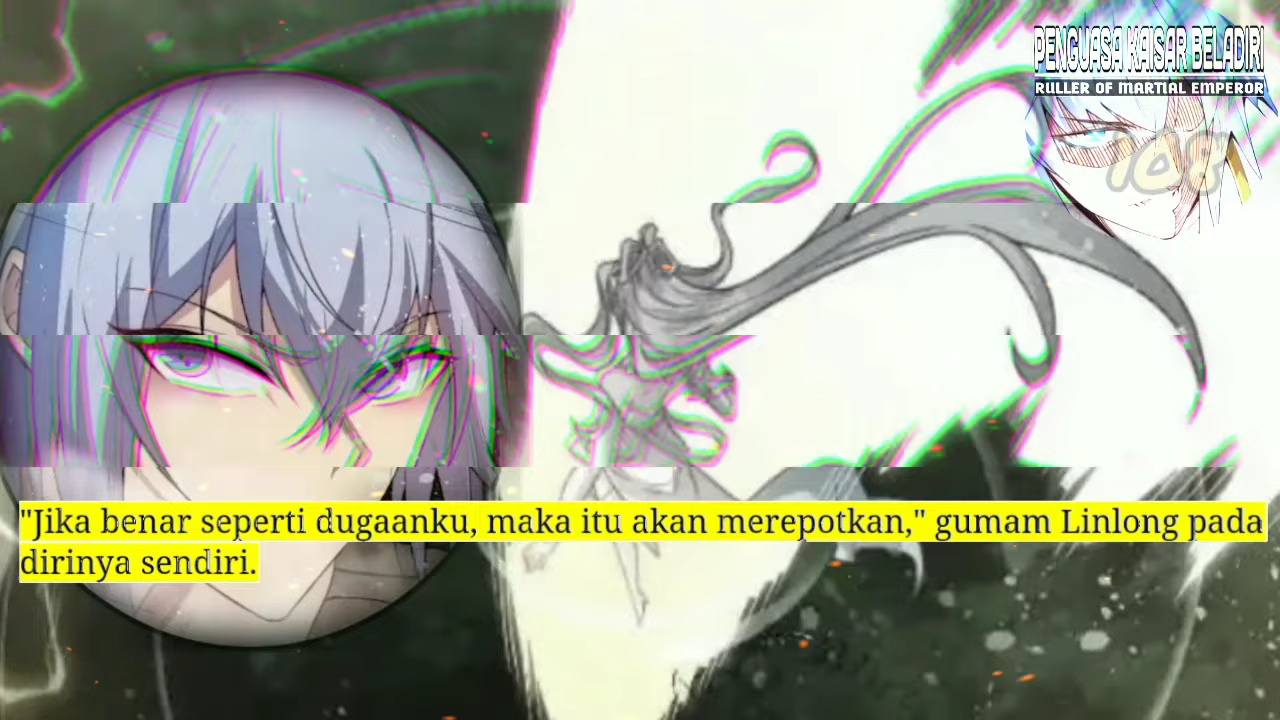 PENGUASA KAISAR BELADIRI
RULLER OF MARTIAL EMPEROR
108
"Jika benar seperti dugaanku, maka itu akan merepotkan," gumam Linlong pada
dirinya sendiri.